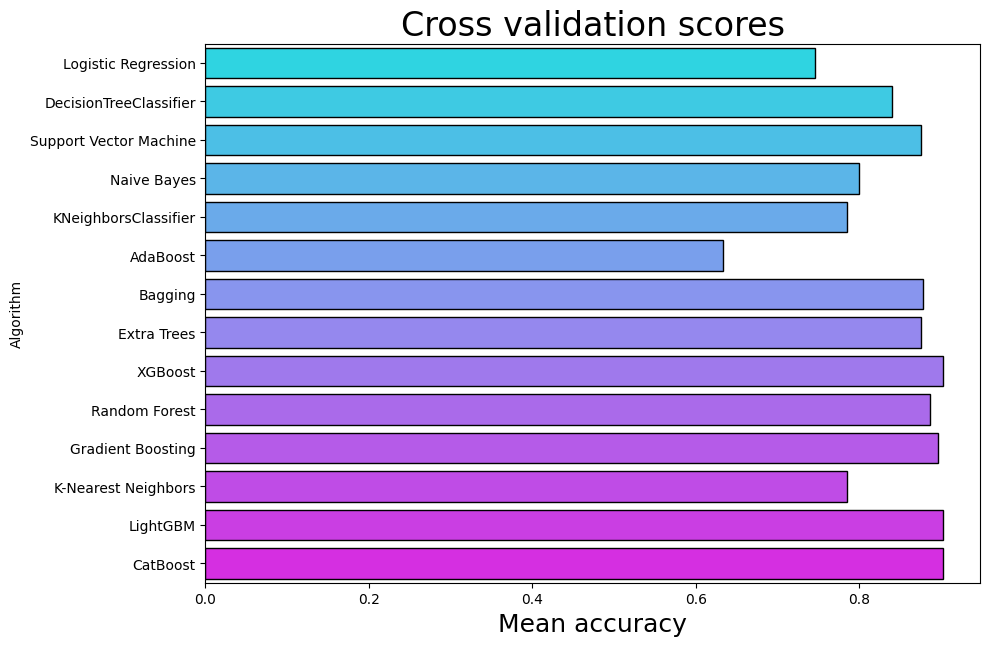 Cross validation scores
Logistic Regression
DecisionTreeClassifier
Support Vector Machine
Naive Bayes
KNeighborsClassifier
AdaBoost
Bagging
Extra Trees
XGBoost
Random Forest
Gradient Boosting
K-Nearest Neighbors
LightGBM
CatBoost
Algorithm
0.0 0.2 0.4 0.6 0.8
Mean accuracy